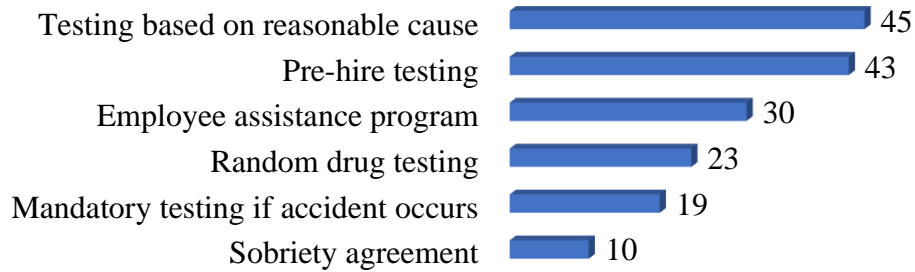 Testing based on reasonable cause 45
Pre-hire testing 43
Employee assistance program 30
Random drug testing 23
Mandatory testing if accident occurs 19
Sobriety agreement 10